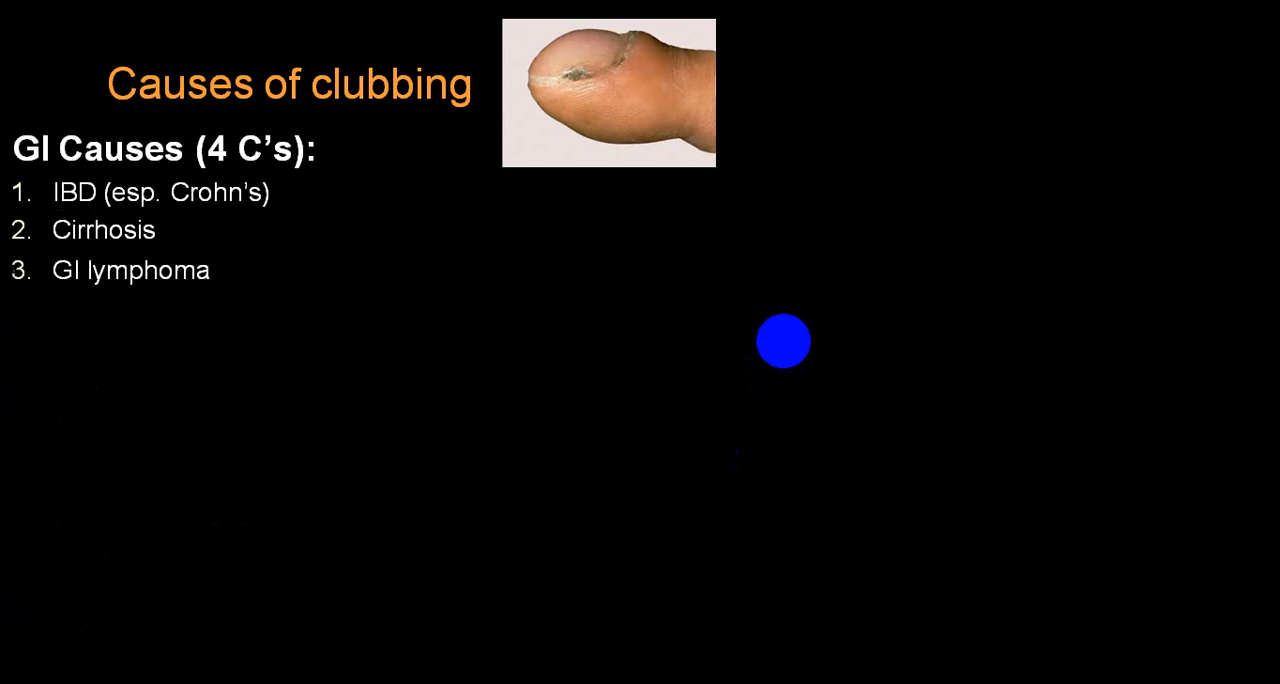 Causes of clubbing
GI Causes (4 C's):
1. IBD (esp. Crohn's)
2. Cirrhosis
3. GI lymphoma